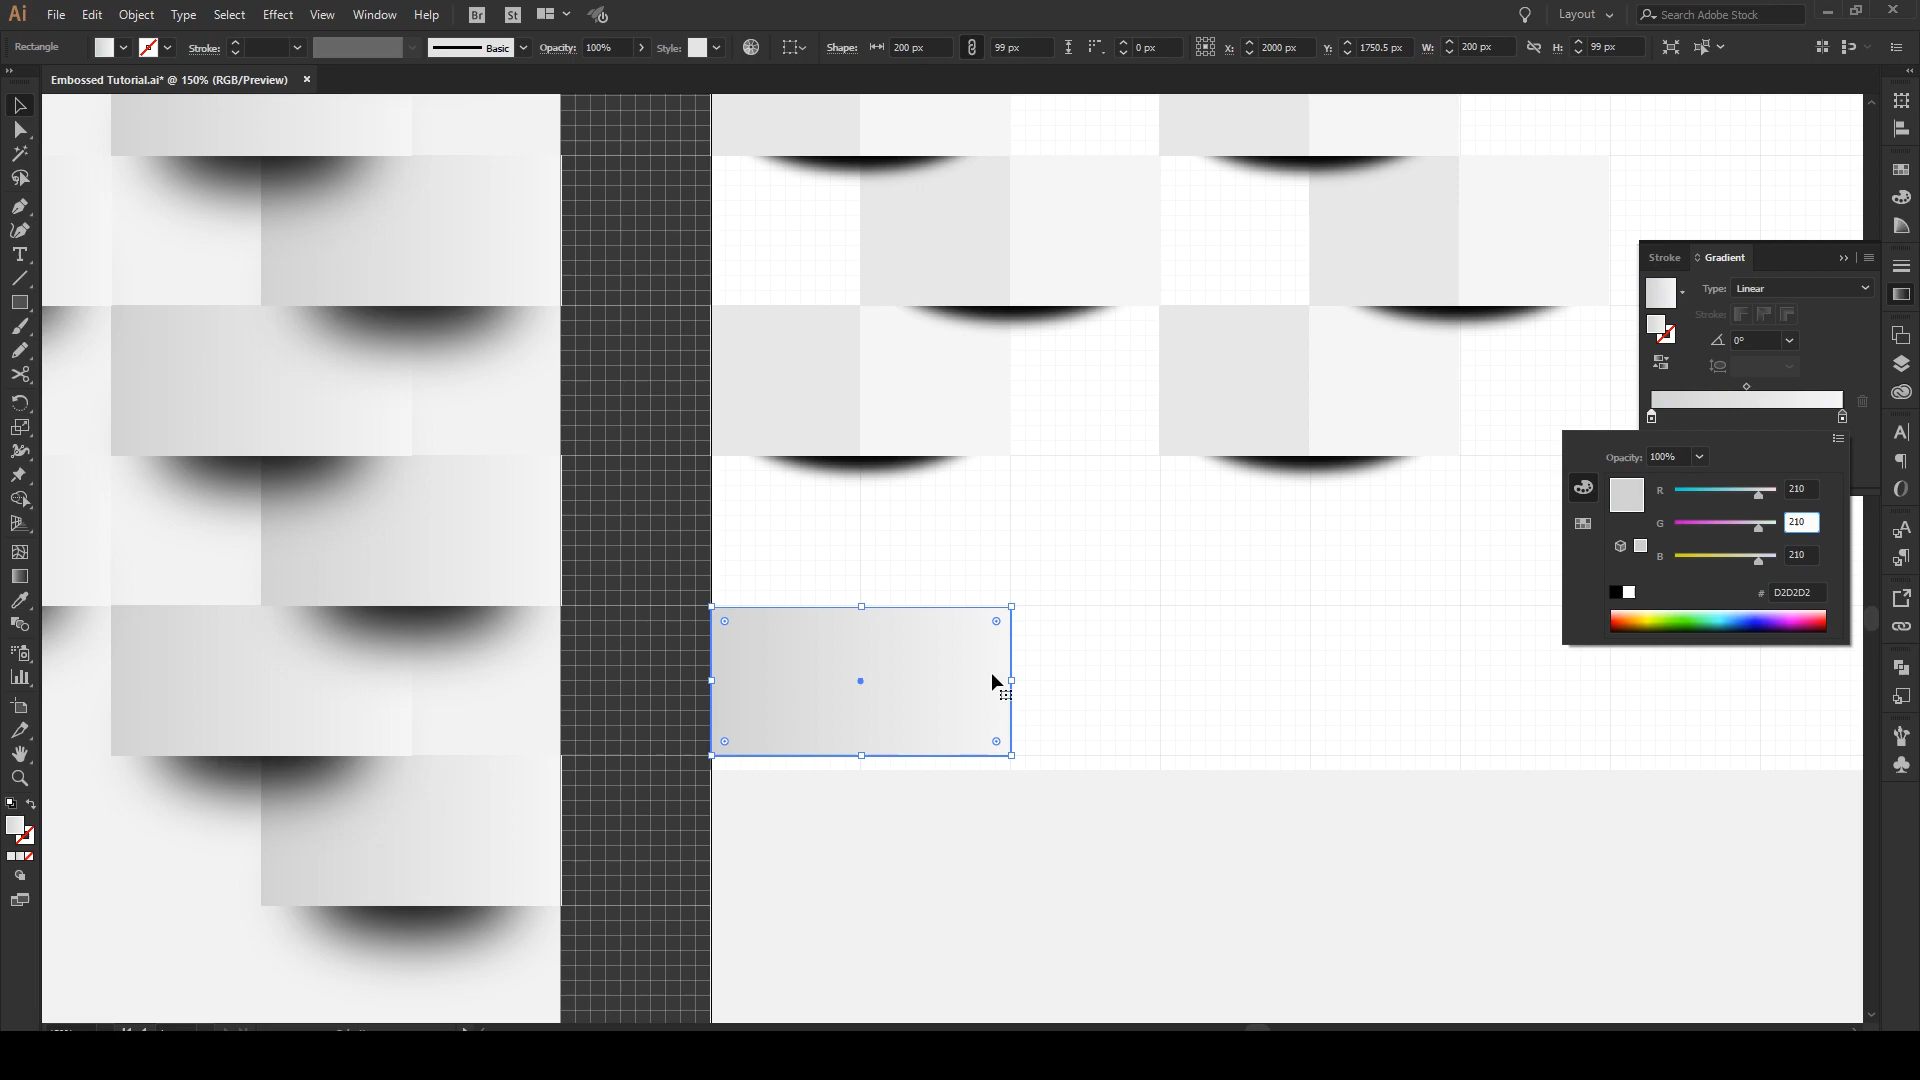 Ai File Edit Object Type Select Effect View Window Help Br St Layout Search Adobe Stock
Rectangle Stroke: Basic Opacity: 100% Style: Shape: 200 px 99 px 0 px X: 2000 px Y: 1750.5 px W: 200 px H: 99 px
Embossed Tutorial.ai* @ 150% (RGB/Preview) ×
Stroke Gradient
Type: Linear
Stroke:
0°
Opacity: 100%
R 210
G 210
B 210
# D2D2D2